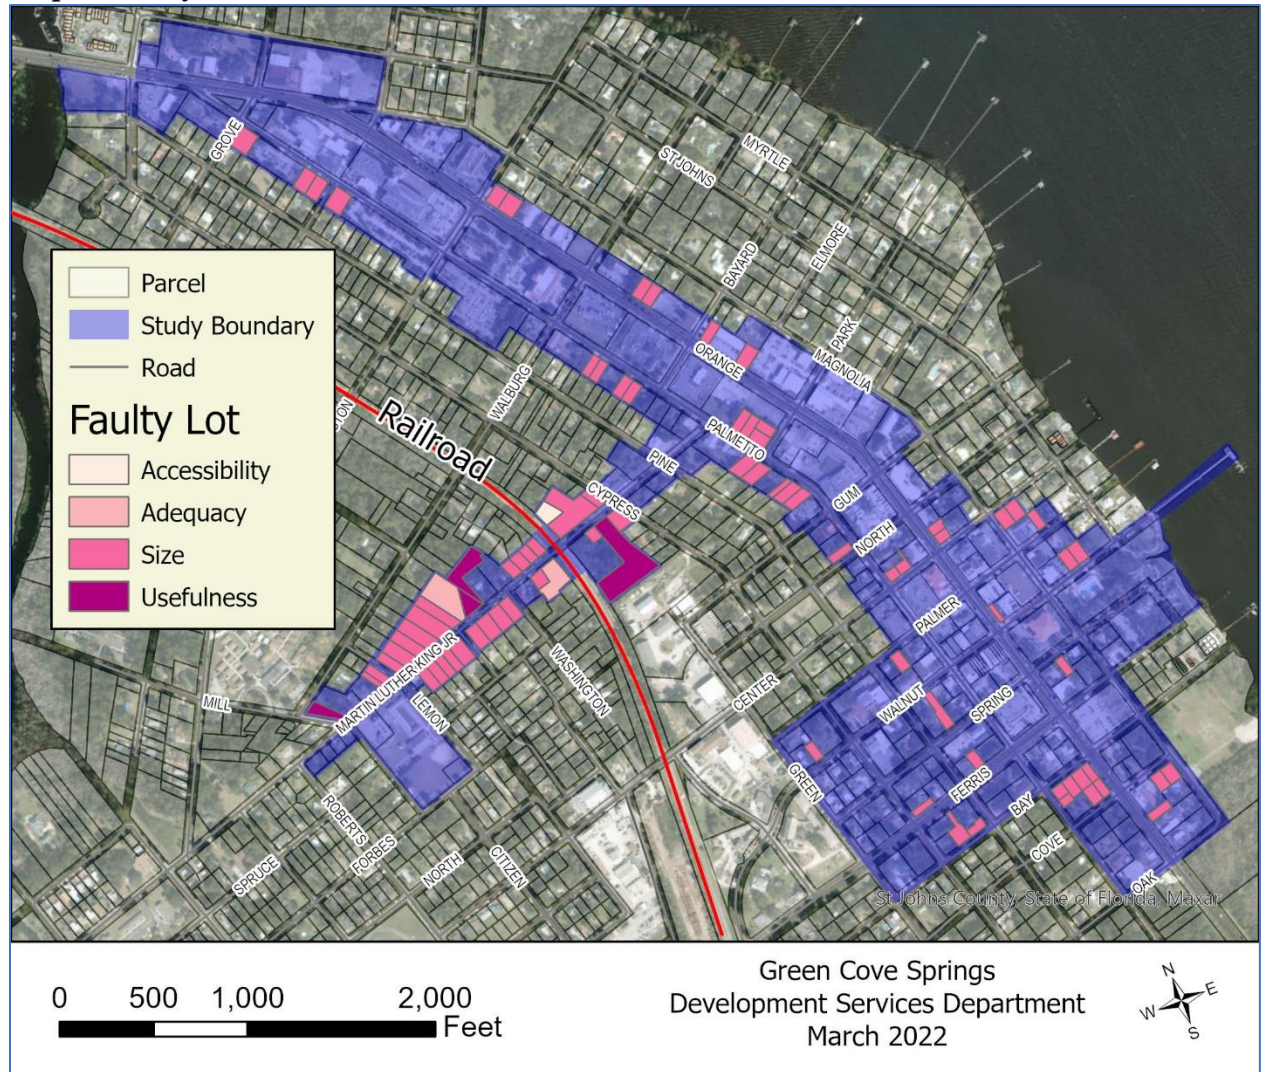 GROVE
MYRTLE
ST JOHNS
ELMORE
BAYARD
PARK
MAGNOLIA
ORANGE
WALBURG
PALMETTO
PINE
CYPRESS
GUM
NORTH
Railroad
PALMER
WALNUT
SPRING
GREEN
FERRIS
BAY
COVE
OAK
WASHINGTON
CENTER
MARTIN LUTHER KING JR
LEMON
MILL
ROBERTS
FORBES
SPRUCE
NORTH
CITIZEN
Parcel
Study Boundary
Road
Faulty Lot
Accessibility
Adequacy
Size
Usefulness
St Johns County, State of Florida, Maxar
0 500 1,000 2,000
Feet
Green Cove Springs
Development Services Department
March 2022
N
E
W
S